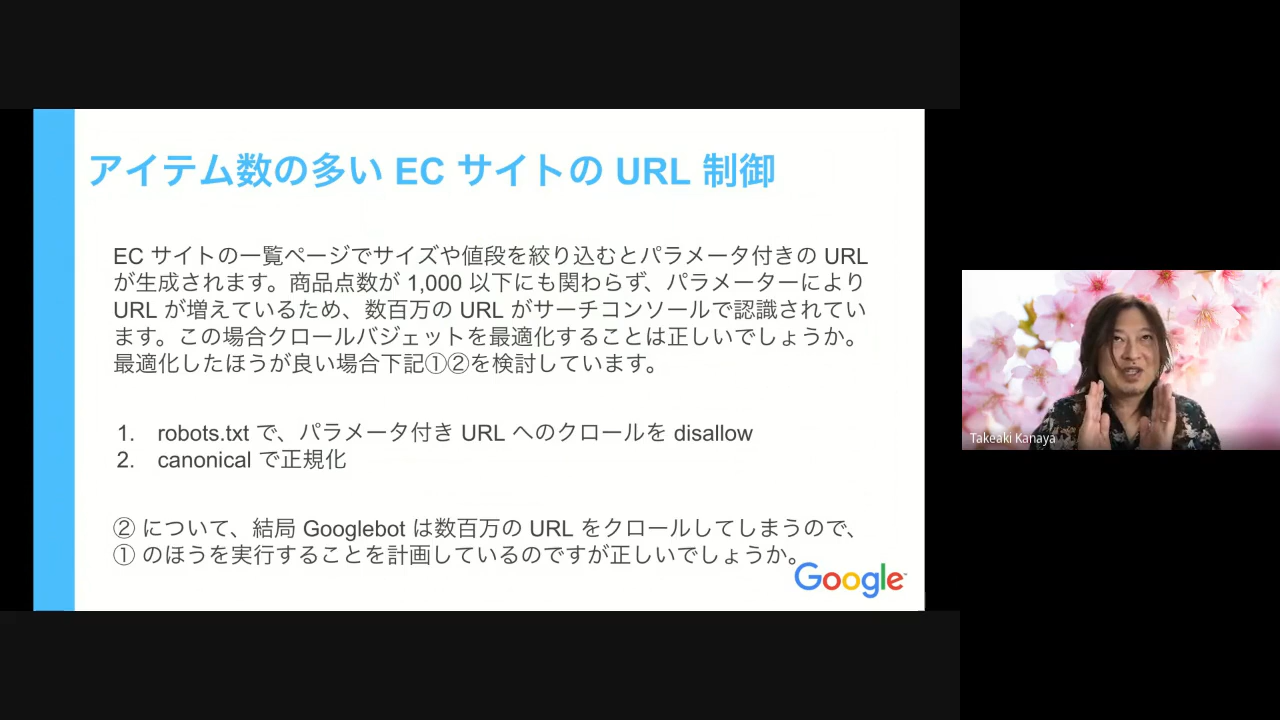 アイテム数の多い EC サイトの URL 制御
EC サイトの一覧ページでサイズや値段を絞り込むとパラメータ付きの URL
が生成されます。商品点数が 1,000 以下にも関わらず、パラメーターにより
URL が増えているため、数百万の URL がサーチコンソールで認識されてい
ます。この場合クロールバジェットを最適化することは正しいでしょうか。
最適化したほうが良い場合下記①②を検討しています。
1. robots.txt で、パラメータ付き URL へのクロールを disallow
2. canonical で正規化
② について、結局 Googlebot は数百万の URL をクロールしてしまうので、
① のほうを実行することを計画しているのですが正しいでしょうか。
Google
Takeaki Kanaya